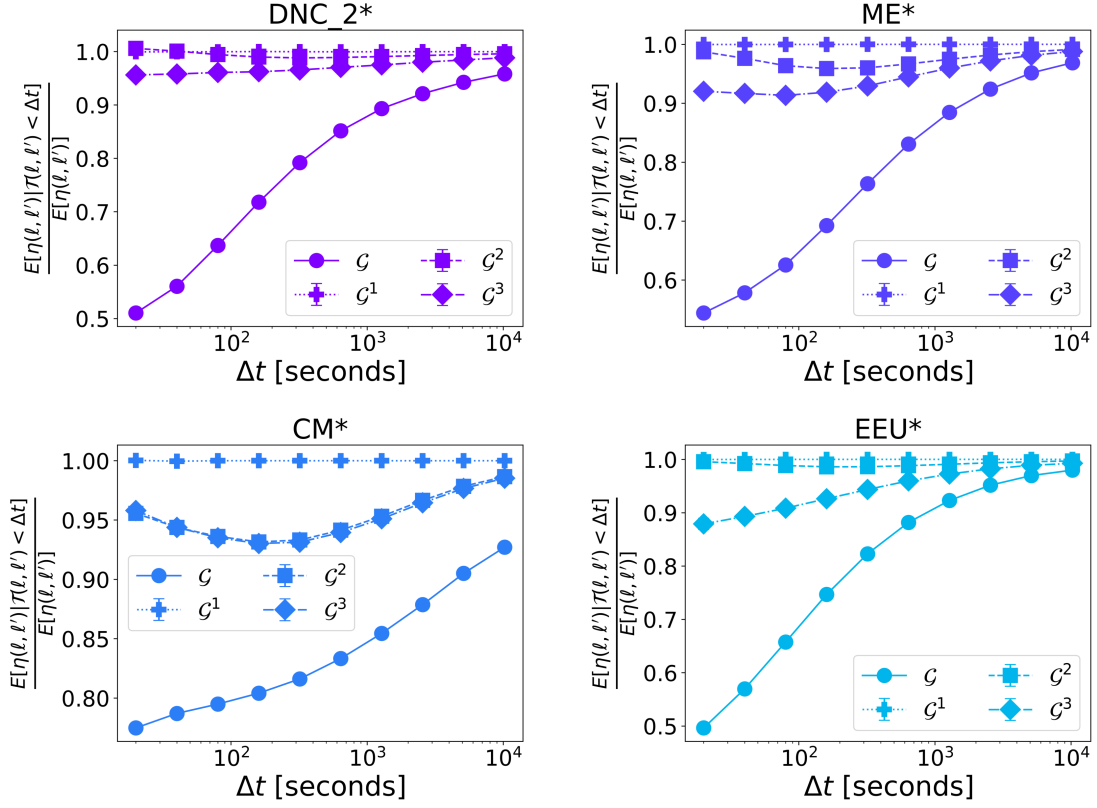 DNC_2*
E[η(ℓ, ℓ′)|𝒯(ℓ, ℓ′) < Δt]
E[η(ℓ, ℓ′)]
1.0
0.9
0.8
0.7
0.6
0.5
𝒢 𝒢²
𝒢¹ 𝒢³
10² 10³ 10⁴
Δt [seconds]
ME*
E[η(ℓ, ℓ′)|𝒯(ℓ, ℓ′) < Δt]
E[η(ℓ, ℓ′)]
1.0
0.9
0.8
0.7
0.6
𝒢 𝒢²
𝒢¹ 𝒢³
10² 10³ 10⁴
Δt [seconds]
CM*
E[η(ℓ, ℓ′)|𝒯(ℓ, ℓ′) < Δt]
E[η(ℓ, ℓ′)]
1.00
0.95
0.90
0.85
0.80
𝒢 𝒢²
𝒢¹ 𝒢³
10² 10³ 10⁴
Δt [seconds]
EEU*
E[η(ℓ, ℓ′)|𝒯(ℓ, ℓ′) < Δt]
E[η(ℓ, ℓ′)]
1.0
0.9
0.8
0.7
0.6
0.5
𝒢 𝒢²
𝒢¹ 𝒢³
10² 10³ 10⁴
Δt [seconds]